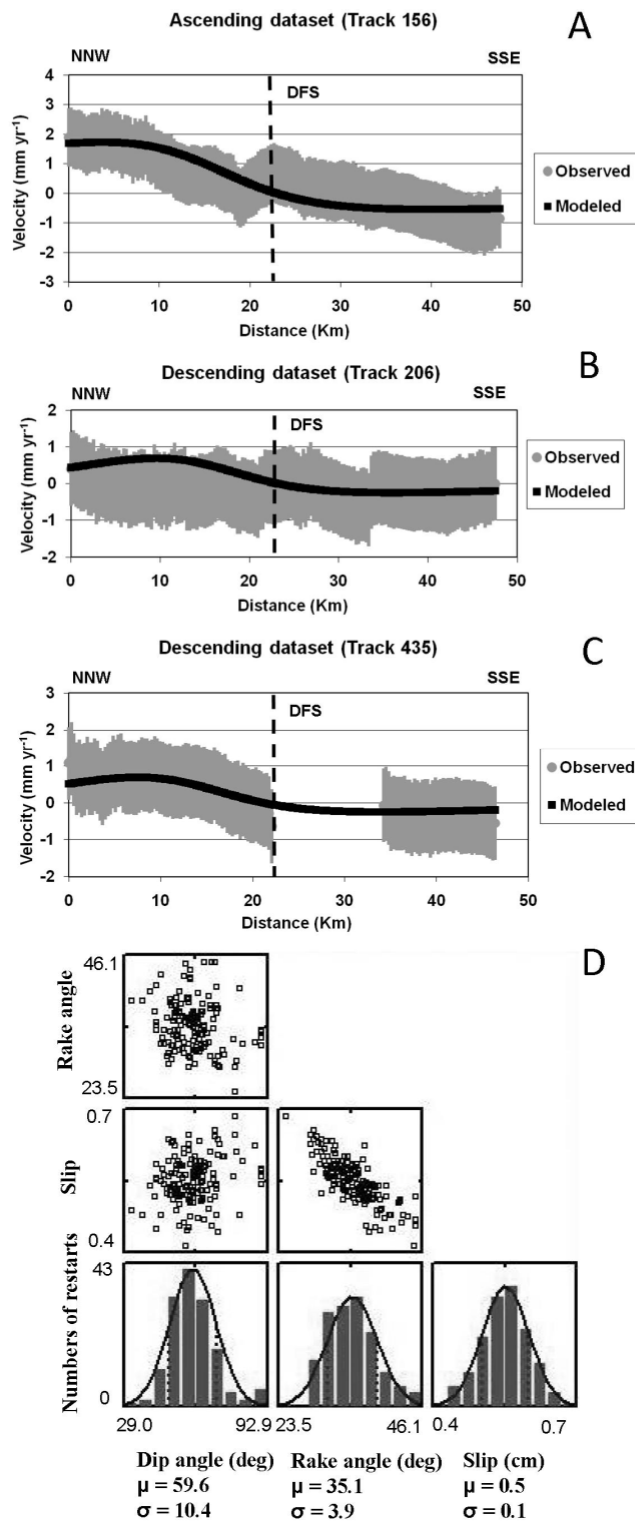 Ascending dataset (Track 156)
A
NNW
SSE
DFS
4
3
2
1
0
-1
-2
-3
Velocity (mm yr⁻¹)
0 10 20 30 40 50
Distance (Km)
Observed
Modeled
Descending dataset (Track 206)
B
NNW
SSE
DFS
2
1
0
-1
-2
Velocity (mm yr⁻¹)
0 10 20 30 40 50
Distance (Km)
Observed
Modeled
Descending dataset (Track 435)
C
NNW
SSE
DFS
3
2
1
0
-1
-2
Velocity (mm yr⁻¹)
0 10 20 30 40 50
Distance (Km)
Observed
Modeled
D
46.1
Rake angle
23.5
0.7
Slip
0.4
43
Numbers of restarts
0
29.0 92.9 23.5 46.1 0.4 0.7
Dip angle (deg) Rake angle (deg) Slip (cm)
μ = 59.6 μ = 35.1 μ = 0.5
σ = 10.4 σ = 3.9 σ = 0.1